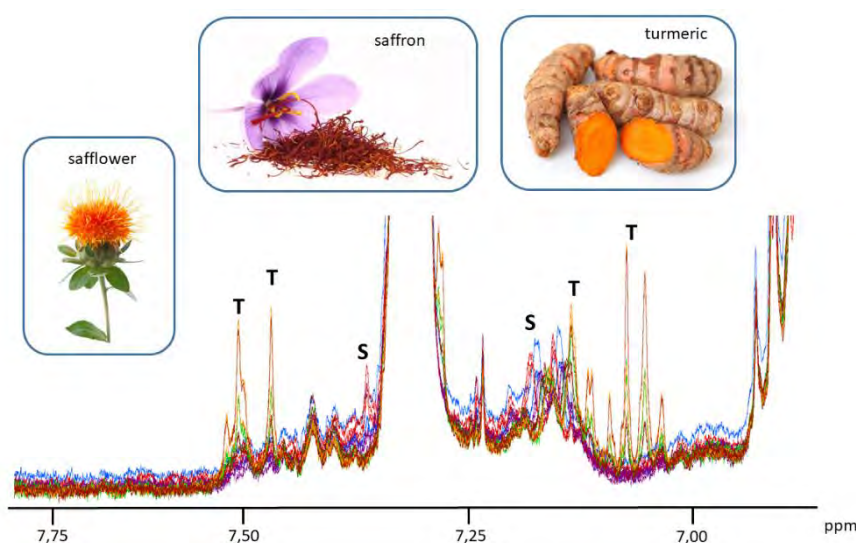 saffron
turmeric
safflower
T
T
T
T
S
S
7,75
7,50
7,25
7,00
ppm